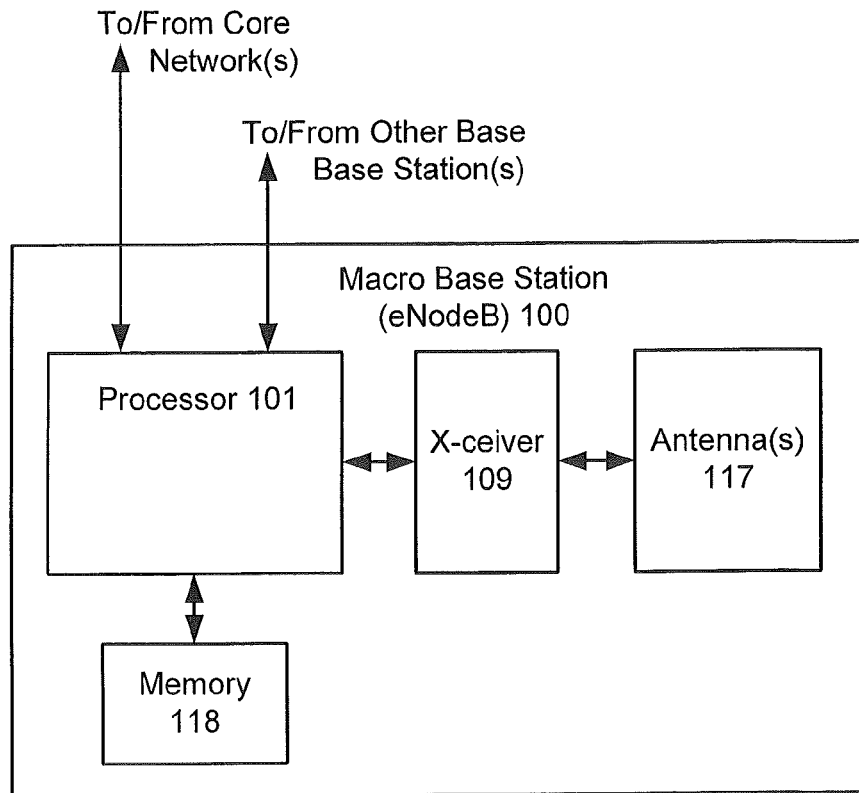 To/From Core
Network(s)
To/From Other Base
Base Station(s)
Macro Base Station
(eNodeB) 100
Processor 101
X-ceiver
109
Antenna(s)
117
Memory
118